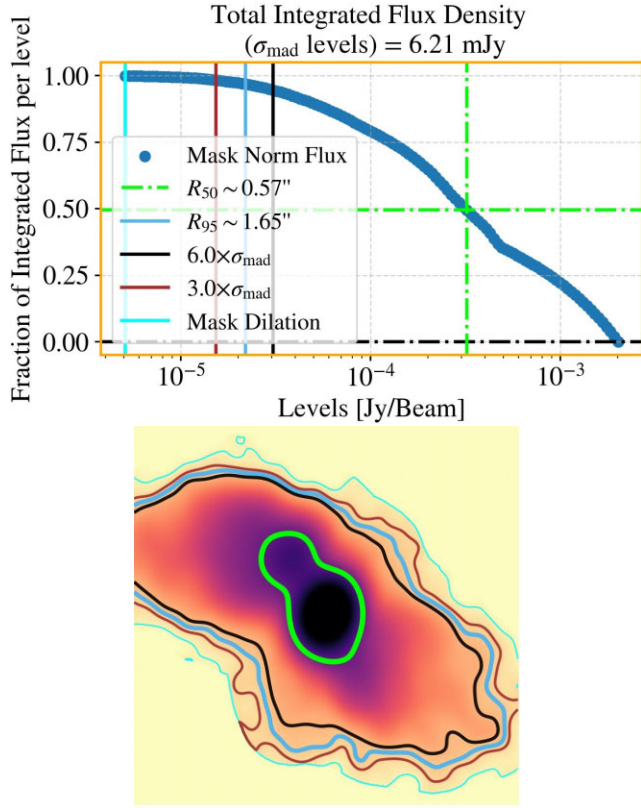 Total Integrated Flux Density
(σmad levels) = 6.21 mJy
Fraction of Integrated Flux per level
1.00
0.75
0.50
0.25
0.00
Mask Norm Flux
R50 ~ 0.57"
R95 ~ 1.65"
6.0×σmad
3.0×σmad
Mask Dilation
10⁻⁵
10⁻⁴
10⁻³
Levels [Jy/Beam]